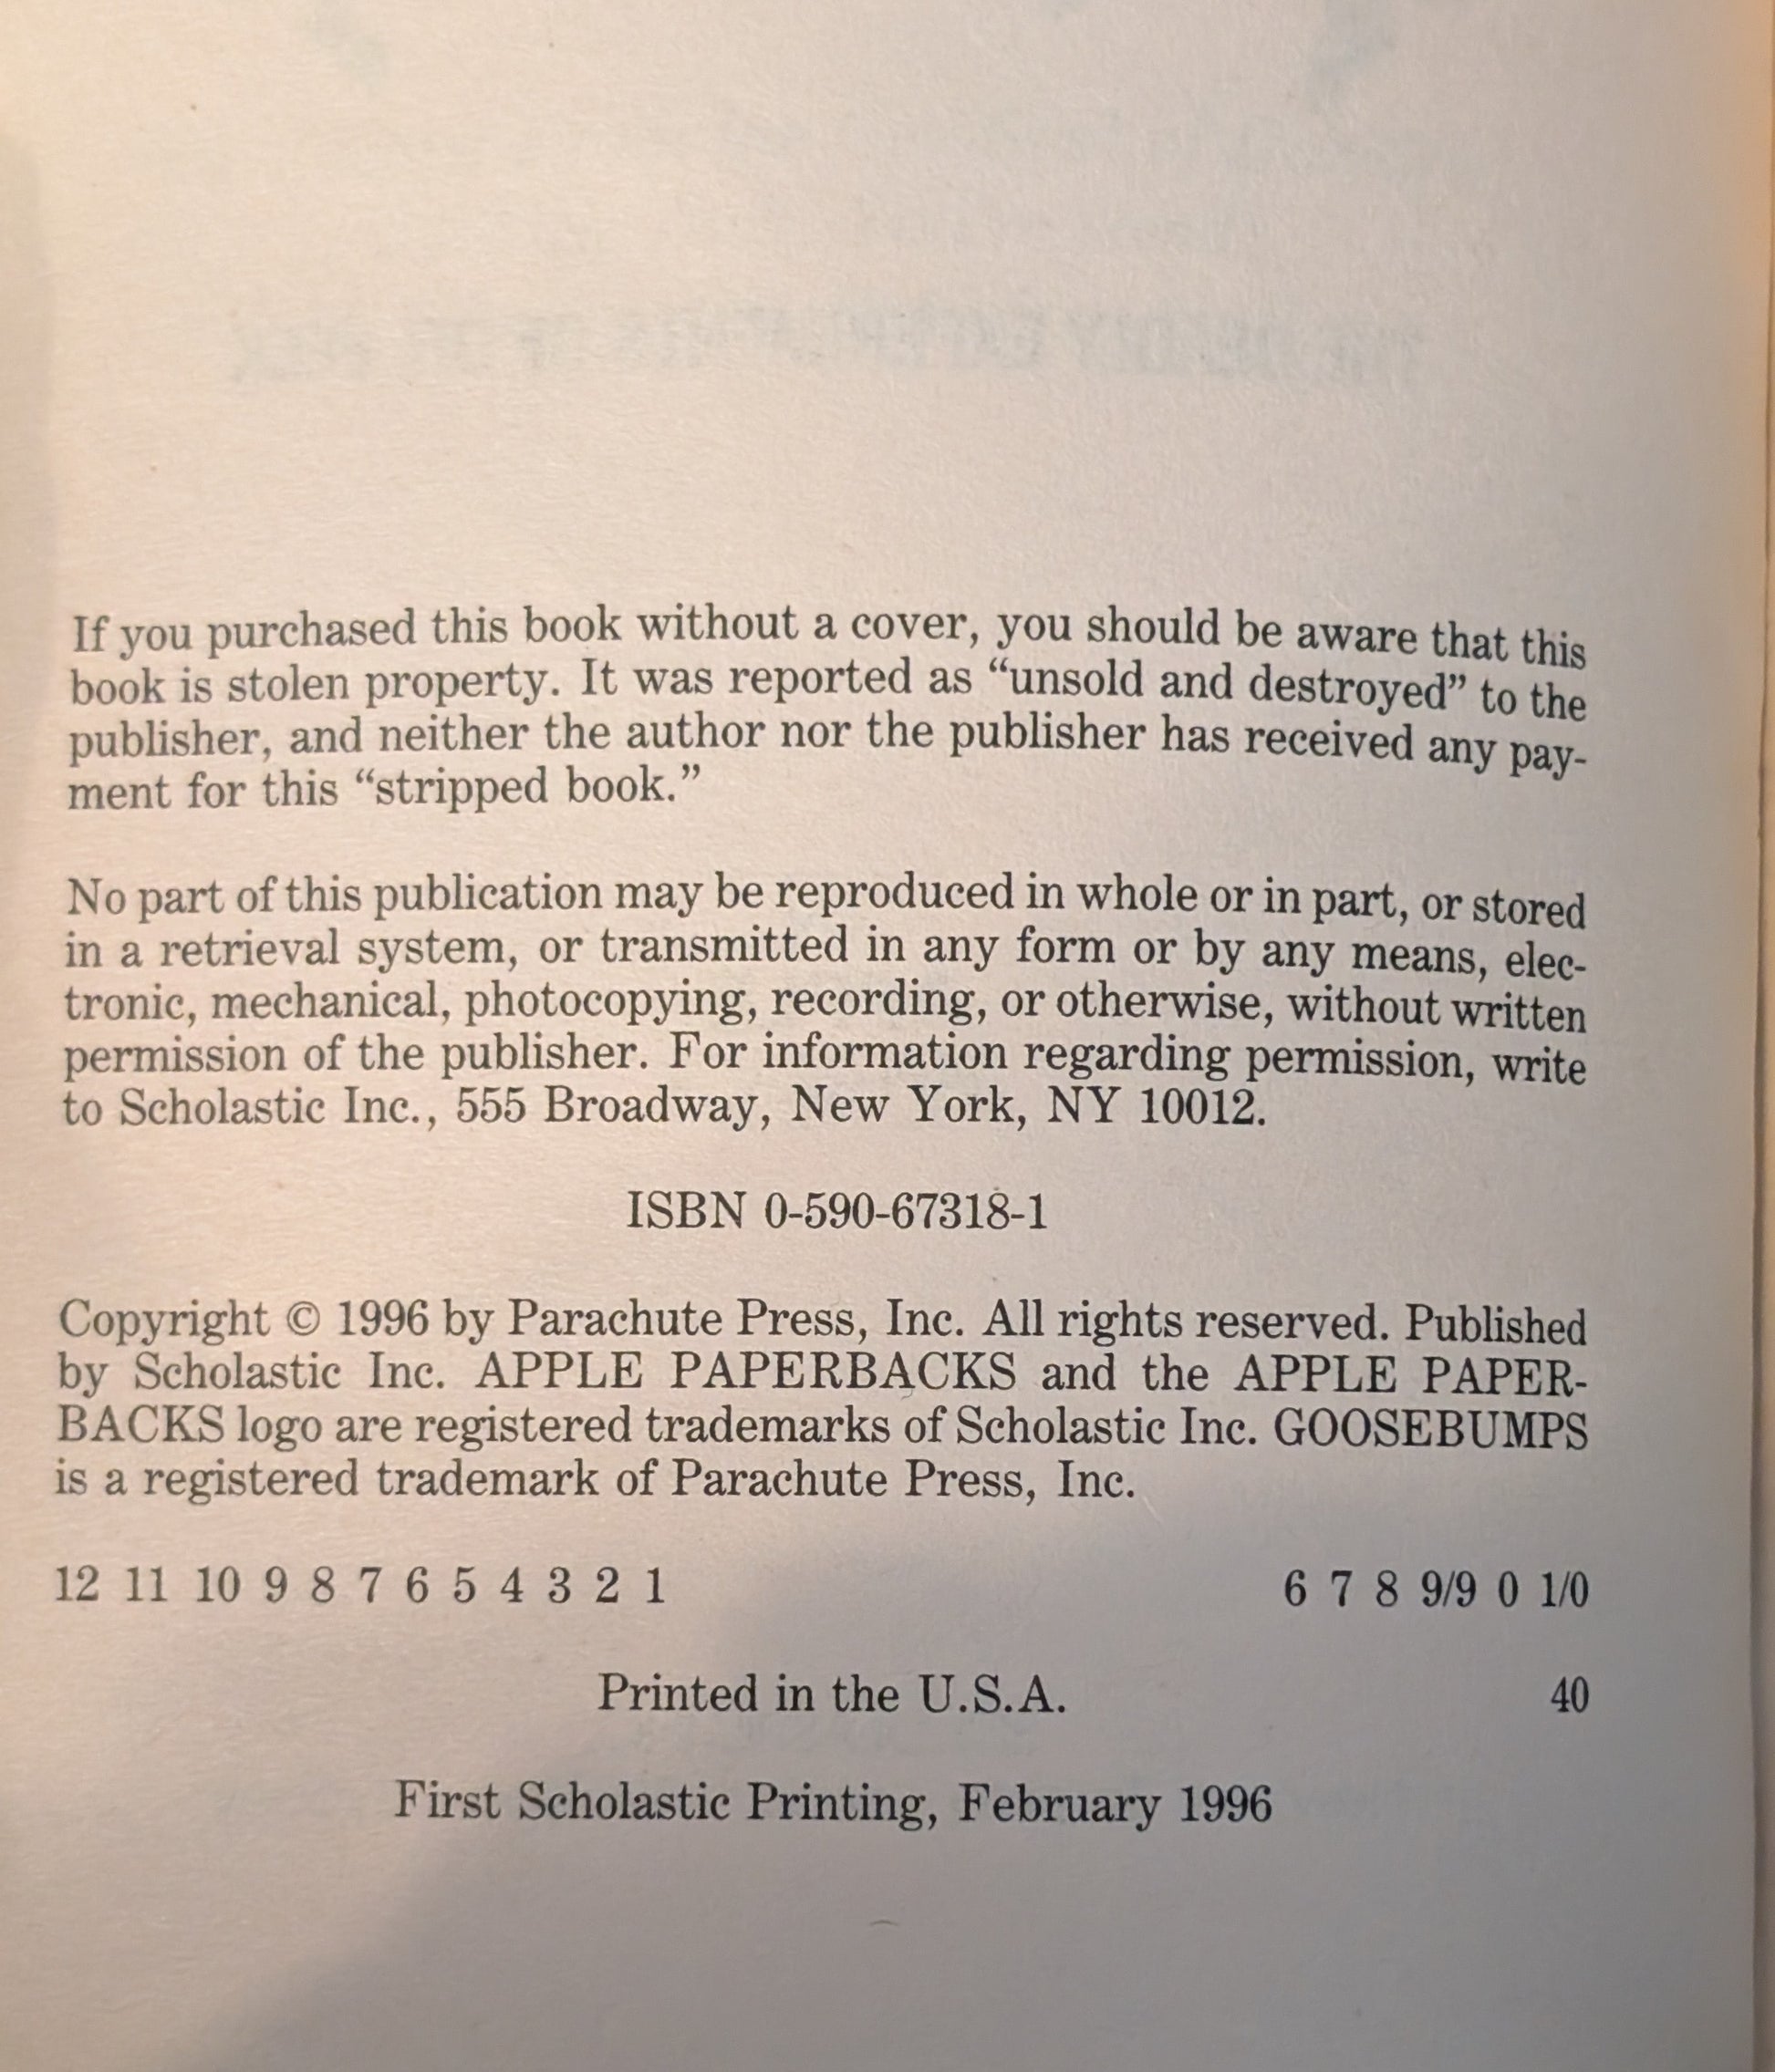 If you purchased this book without a cover, you should be aware that this
book is stolen property. It was reported as “unsold and destroyed” to the
publisher, and neither the author nor the publisher has received any pay-
ment for this “stripped book.”
No part of this publication may be reproduced in whole or in part, or stored
in a retrieval system, or transmitted in any form or by any means, elec-
tronic, mechanical, photocopying, recording, or otherwise, without written
permission of the publisher. For information regarding permission, write
to Scholastic Inc., 555 Broadway, New York, NY 10012.
ISBN 0-590-67318-1
Copyright © 1996 by Parachute Press, Inc. All rights reserved. Published
by Scholastic Inc. APPLE PAPERBACKS and the APPLE PAPER-
BACKS logo are registered trademarks of Scholastic Inc. GOOSEBUMPS
is a registered trademark of Parachute Press, Inc.
12 11 10 9 8 7 6 5 4 3 2 1 6 7 8 9/9 0 1/0
Printed in the U.S.A. 40
First Scholastic Printing, February 1996